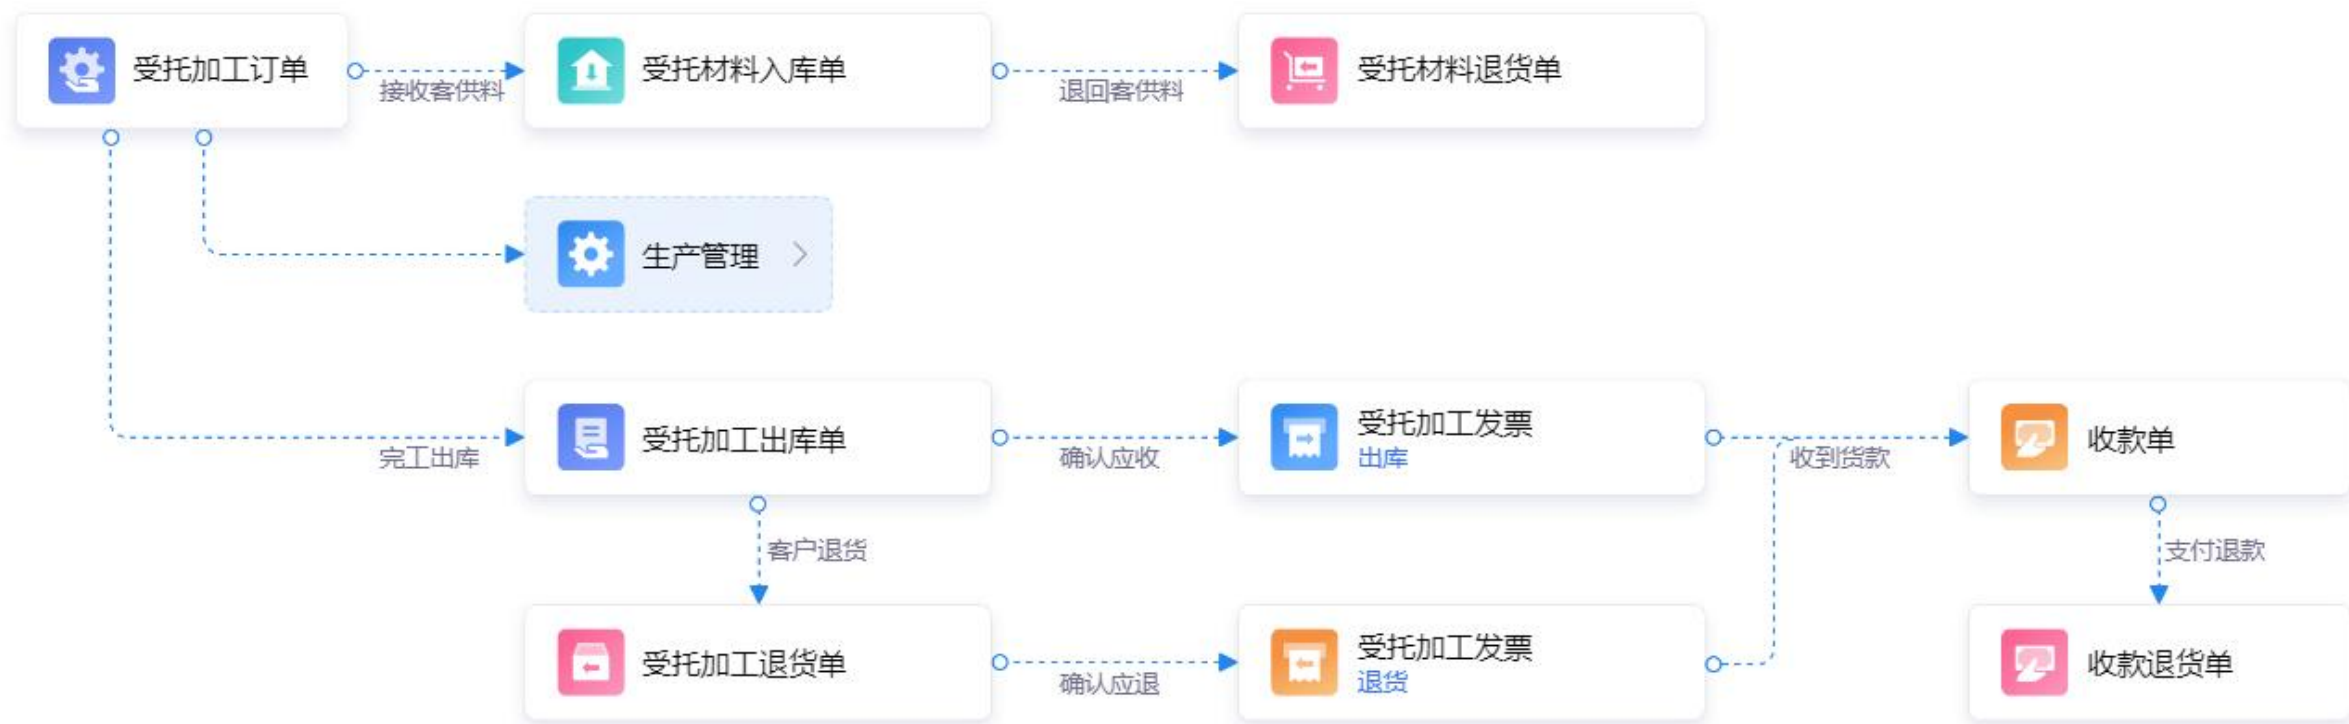 受托加工订单
接收客供料
受托材料入库单
退回客供料
受托材料退货单
生产管理
完工出库
受托加工出库单
确认应收
受托加工发票
出库
收到货款
收款单
客户退货
支付退款
受托加工退货单
确认应退
受托加工发票
退货
收款退货单